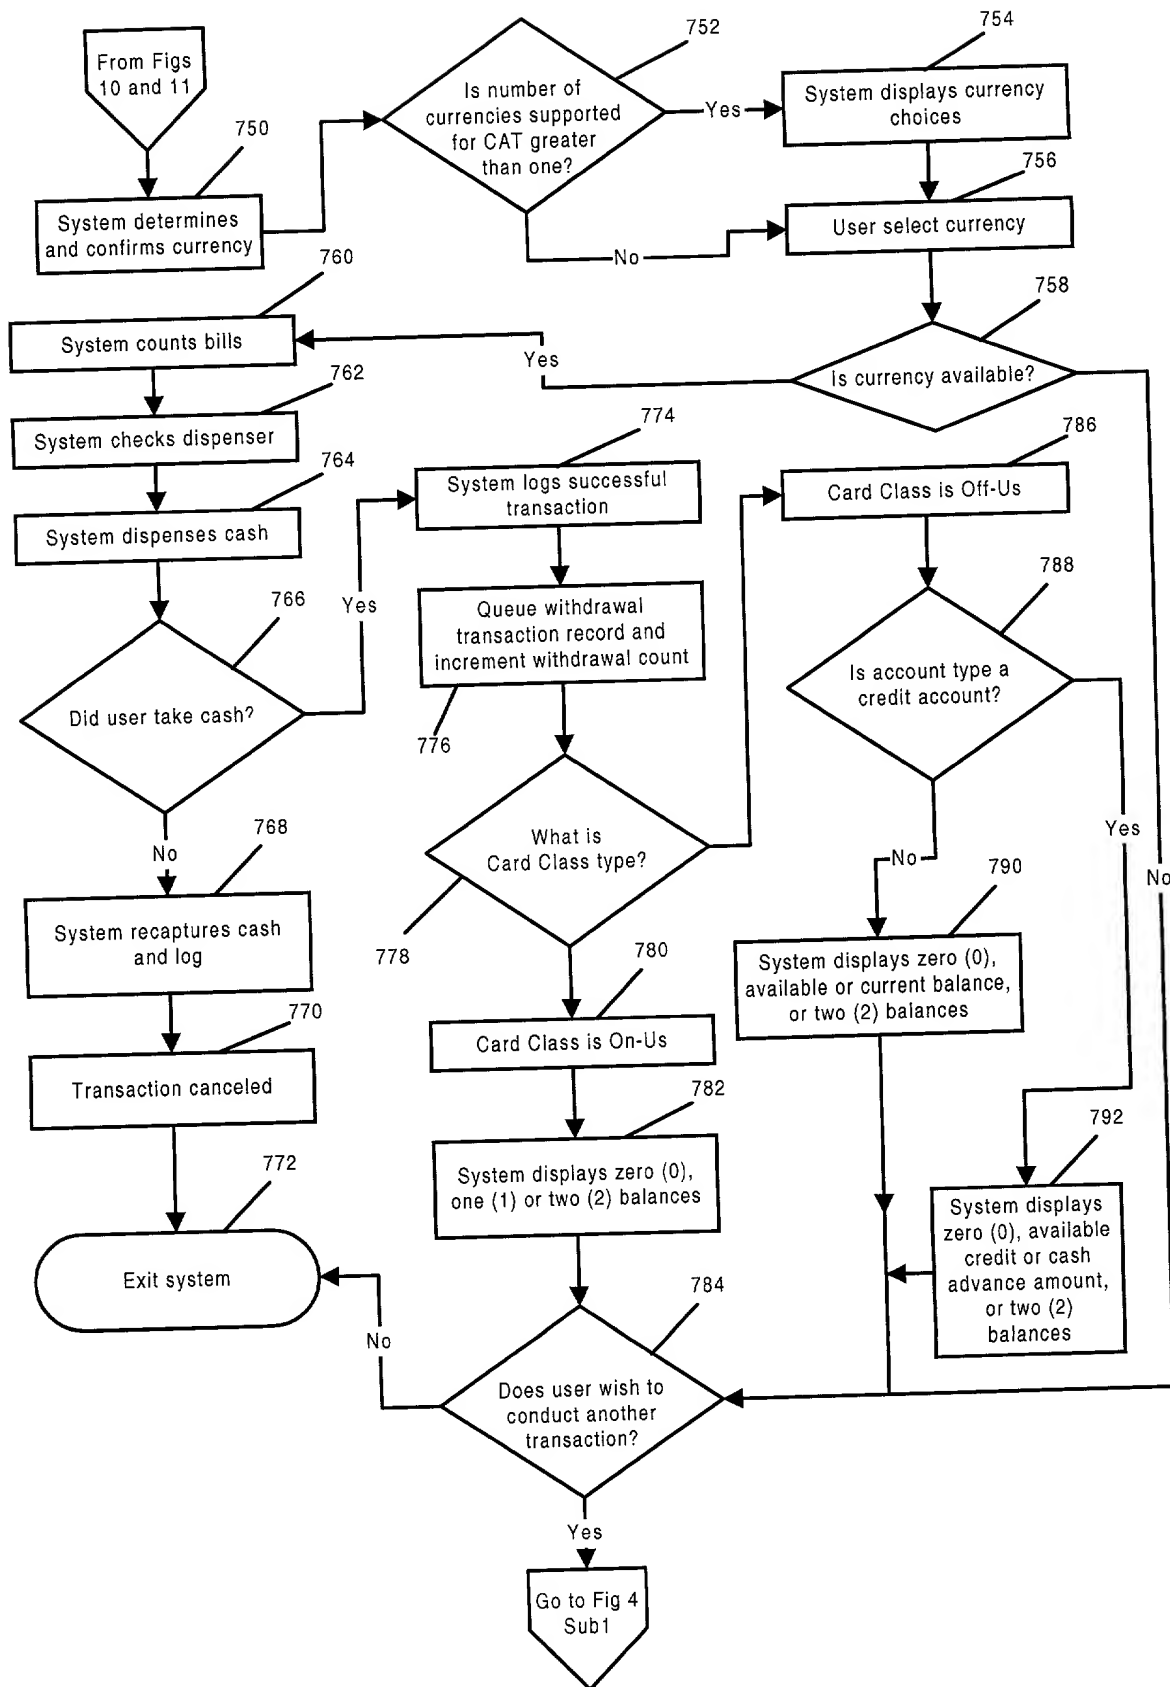 From Figs
10 and 11
750
System determines
and confirms currency
752
Is number of
currencies supported
for CAT greater
than one?
Yes
No
754
System displays currency
choices
756
User select currency
758
Is currency available?
Yes
No
760
System counts bills
762
System checks dispenser
764
System dispenses cash
766
Did user take cash?
Yes
No
768
System recaptures cash
and log
770
Transaction canceled
772
Exit system
774
System logs successful
transaction
Queue withdrawal
transaction record and
increment withdrawal count
776
What is
Card Class type?
778
780
Card Class is On-Us
782
System displays zero (0),
one (1) or two (2) balances
784
Does user wish to
conduct another
transaction?
No
Yes
Go to Fig 4
Sub1
786
Card Class is Off-Us
788
Is account type a
credit account?
No
Yes
790
System displays zero (0),
available or current balance,
or two (2) balances
792
System displays
zero (0), available
credit or cash
advance amount,
or two (2)
balances